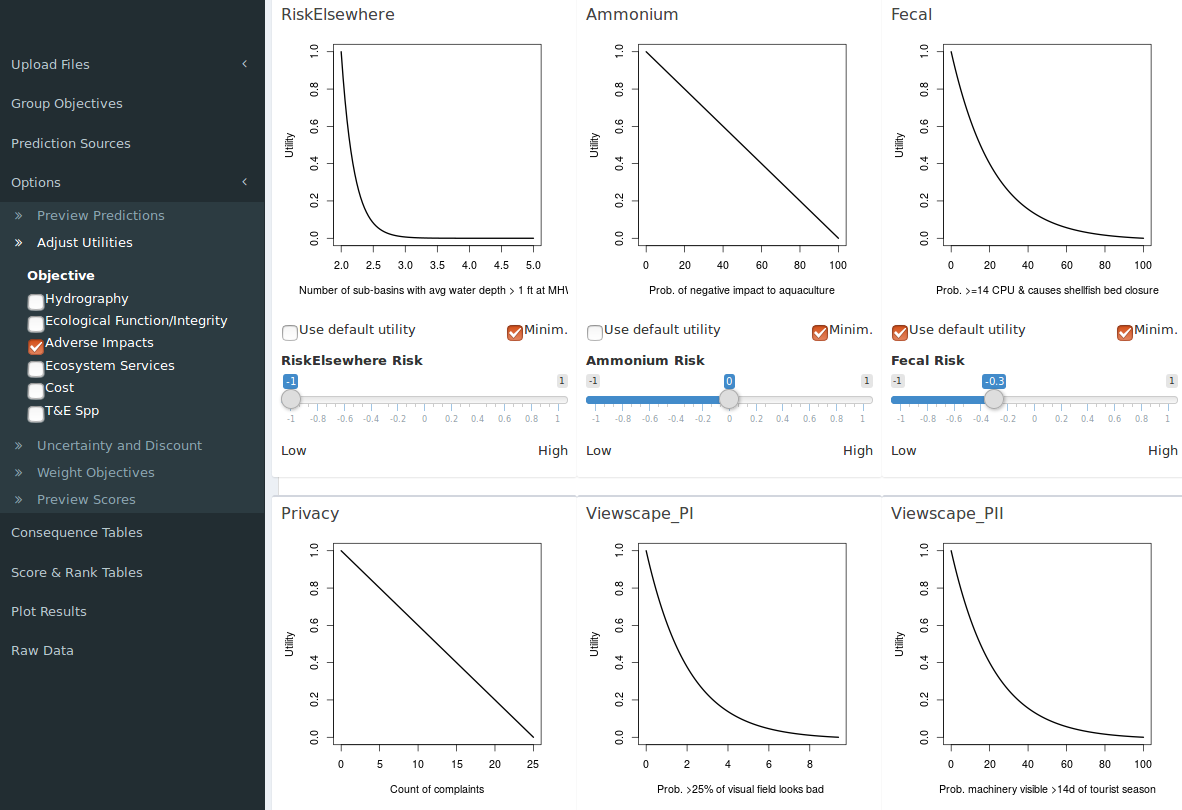 Upload Files
Group Objectives
Prediction Sources
Options
» Preview Predictions
» Adjust Utilities
Objective
Hydrography
Ecological Function/Integrity
Adverse Impacts
Ecosystem Services
Cost
T&E Spp
» Uncertainty and Discount
» Weight Objectives
» Preview Scores
Consequence Tables
Score & Rank Tables
Plot Results
Raw Data
RiskElsewhere
Utility
0.0 0.2 0.4 0.6 0.8 1.0
2.0 2.5 3.0 3.5 4.0 4.5 5.0
Number of sub-basins with avg water depth > 1 ft at MHW
Use default utility Minim.
RiskElsewhere Risk
-1 1
-1 -0.8 -0.6 -0.4 -0.2 0 0.2 0.4 0.6 0.8 1
Low High
Ammonium
Utility
0.0 0.2 0.4 0.6 0.8 1.0
0 20 40 60 80 100
Prob. of negative impact to aquaculture
Use default utility Minim.
Ammonium Risk
-1 0 1
-1 -0.8 -0.6 -0.4 -0.2 0 0.2 0.4 0.6 0.8 1
Low High
Fecal
Utility
0.0 0.2 0.4 0.6 0.8 1.0
0 20 40 60 80 100
Prob. >=14 CPU & causes shellfish bed closure
Use default utility Minim.
Fecal Risk
-1 -0.3 1
-1 -0.8 -0.6 -0.4 -0.2 0 0.2 0.4 0.6 0.8 1
Low High
Privacy
Utility
0.0 0.2 0.4 0.6 0.8 1.0
0 5 10 15 20 25
Count of complaints
Viewscape_PI
Utility
0.0 0.2 0.4 0.6 0.8 1.0
0 2 4 6 8
Prob. >25% of visual field looks bad
Viewscape_PII
Utility
0.0 0.2 0.4 0.6 0.8 1.0
0 20 40 60 80 100
Prob. machinery visible >14d of tourist season